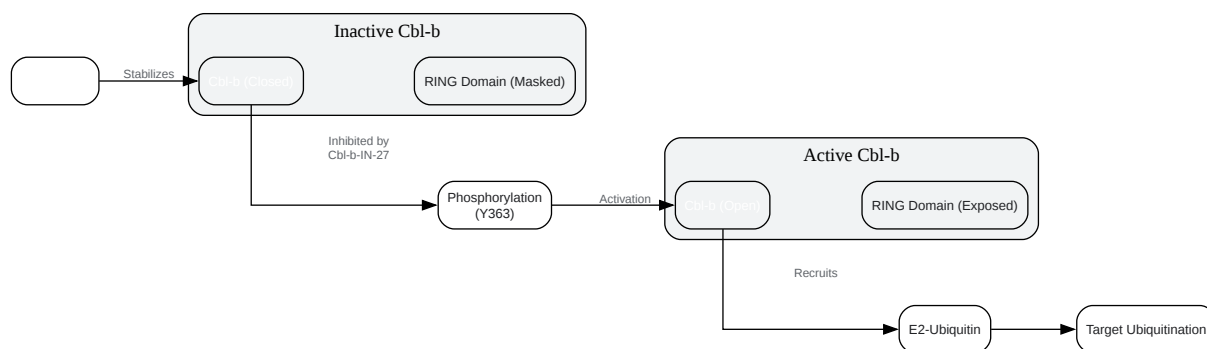 Inactive Cbl-b
Stabilizes
Cbl-b (Closed)
RING Domain (Masked)
Inhibited by
Cbl-b-IN-27
Active Cbl-b
Phosphorylation
(Y363)
Activation
Cbl-b (Open)
RING Domain (Exposed)
Recruits
E2-Ubiquitin
Target Ubiquitination